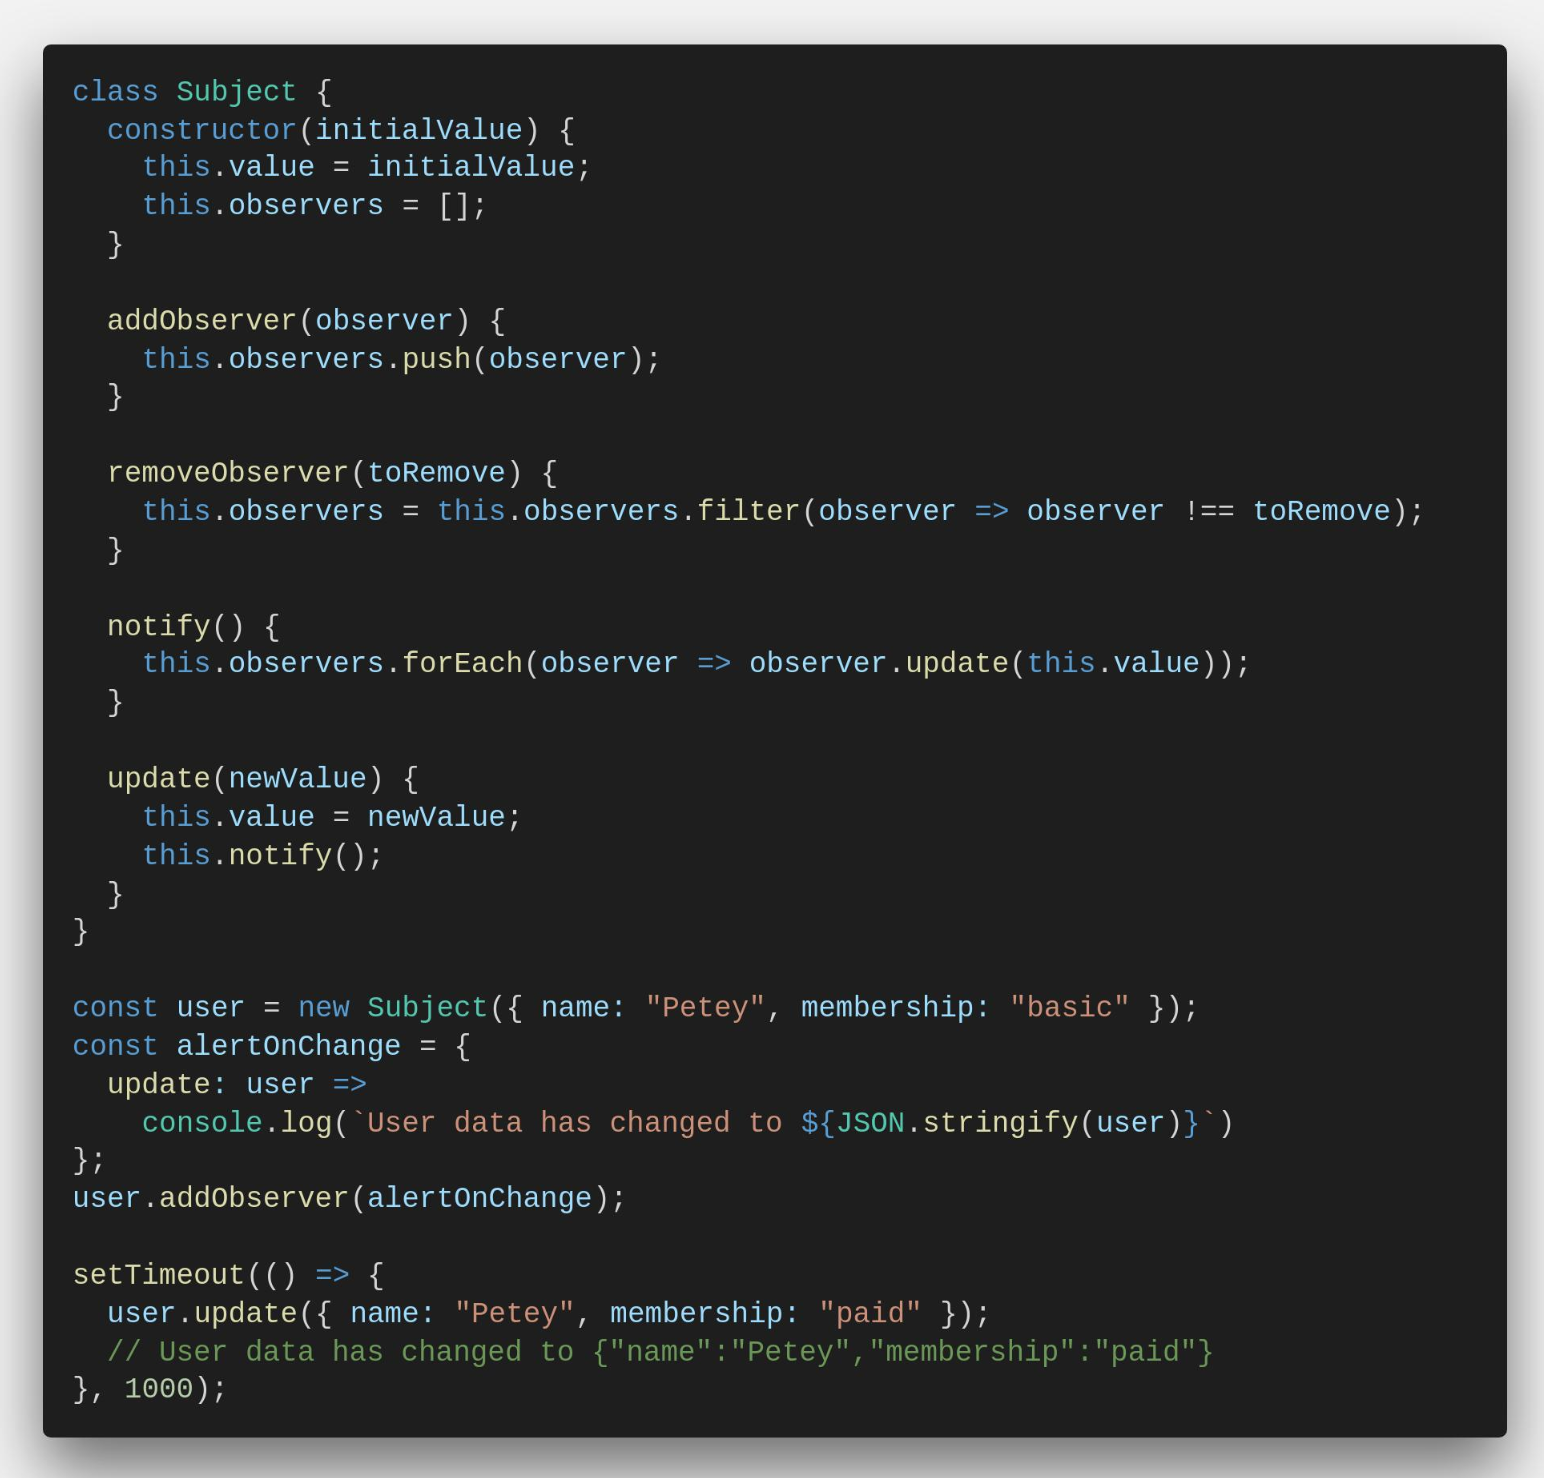 class Subject {
  constructor(initialValue) {
    this.value = initialValue;
    this.observers = [];
  }

  addObserver(observer) {
    this.observers.push(observer);
  }

  removeObserver(toRemove) {
    this.observers = this.observers.filter(observer => observer !== toRemove);
  }

  notify() {
    this.observers.forEach(observer => observer.update(this.value));
  }

  update(newValue) {
    this.value = newValue;
    this.notify();
  }
}

const user = new Subject({ name: "Petey", membership: "basic" });
const alertOnChange = {
  update: user =>
    console.log(`User data has changed to ${JSON.stringify(user)}`)
};
user.addObserver(alertOnChange);

setTimeout(() => {
  user.update({ name: "Petey", membership: "paid" });
  // User data has changed to {"name":"Petey","membership":"paid"}
}, 1000);